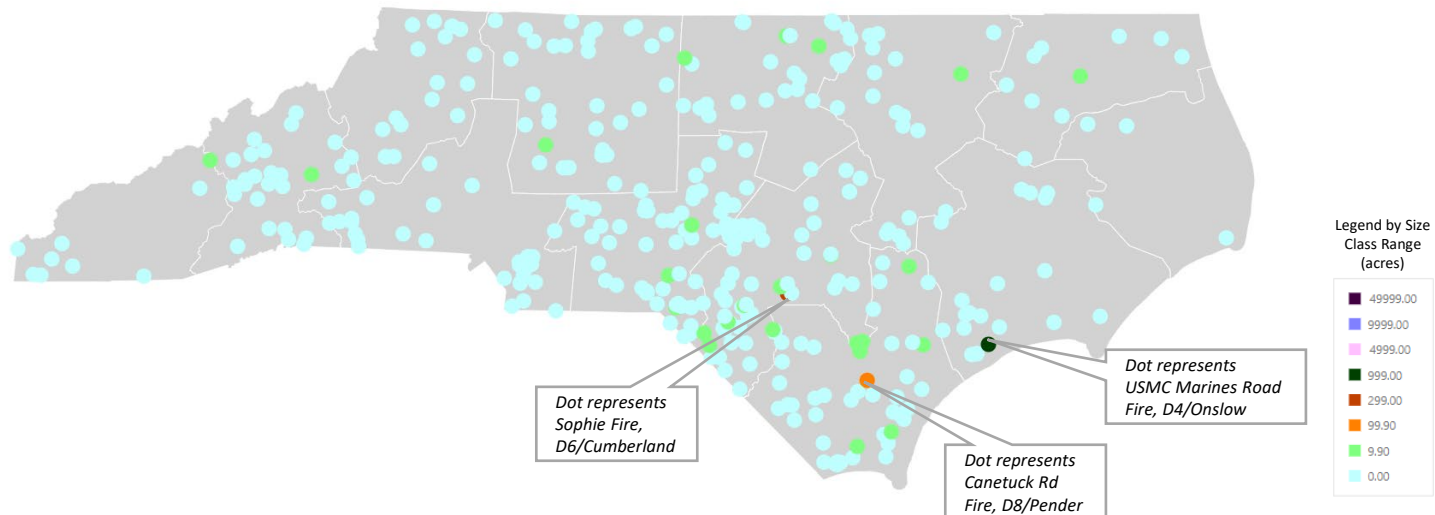 Legend by Size
Class Range
(acres)
49999.00
9999.00
4999.00
999.00
299.00
99.90
9.90
0.00
Dot represents
USMC Marines Road
Fire, D4/Onslow
Dot represents
Sophie Fire,
D6/Cumberland
Dot represents
Canetuck Rd
Fire, D8/Pender